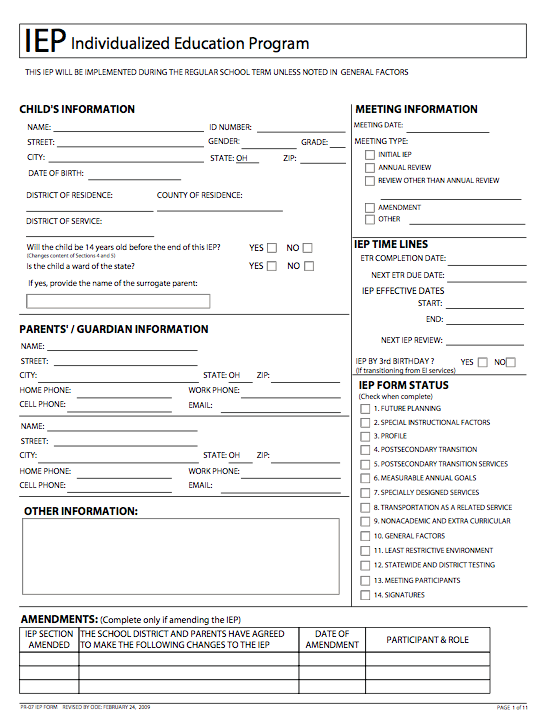 IEP Individualized Education Program
THIS IEP WILL BE IMPLEMENTED DURING THE REGULAR SCHOOL TERM UNLESS NOTED IN GENERAL FACTORS
CHILD'S INFORMATION
NAME: ID NUMBER:
STREET: GENDER: GRADE:
CITY: STATE: OH ZIP:
DATE OF BIRTH:
DISTRICT OF RESIDENCE: COUNTY OF RESIDENCE:
DISTRICT OF SERVICE:
Will the child be 14 years old before the end of this IEP? YES NO
(Changes content of Sections 4 and 5)
Is the child a ward of the state? YES NO
If yes, provide the name of the surrogate parent:
PARENTS' / GUARDIAN INFORMATION
NAME:
STREET:
CITY: STATE: OH ZIP:
HOME PHONE: WORK PHONE:
CELL PHONE: EMAIL:
NAME:
STREET:
CITY: STATE: OH ZIP:
HOME PHONE: WORK PHONE:
CELL PHONE: EMAIL:
OTHER INFORMATION:
MEETING INFORMATION
MEETING DATE:
MEETING TYPE:
INITIAL IEP
ANNUAL REVIEW
REVIEW OTHER THAN ANNUAL REVIEW
AMENDMENT
OTHER
IEP TIME LINES
ETR COMPLETION DATE:
NEXT ETR DUE DATE:
IEP EFFECTIVE DATES
START:
END:
NEXT IEP REVIEW:
IEP BY 3rd BIRTHDAY ? YES NO
(If transitioning from EI services)
IEP FORM STATUS
(Check when complete)
1. FUTURE PLANNING
2. SPECIAL INSTRUCTIONAL FACTORS
3. PROFILE
4. POSTSECONDARY TRANSITION
5. POSTSECONDARY TRANSITION SERVICES
6. MEASURABLE ANNUAL GOALS
7. SPECIALLY DESIGNED SERVICES
8. TRANSPORTATION AS A RELATED SERVICE
9. NONACADEMIC AND EXTRA CURRICULAR
10. GENERAL FACTORS
11. LEAST RESTRICTIVE ENVIRONMENT
12. STATEWIDE AND DISTRICT TESTING
13. MEETING PARTICIPANTS
14. SIGNATURES
AMENDMENTS: (Complete only if amending the IEP)
IEP SECTION AMENDED
THE SCHOOL DISTRICT AND PARENTS HAVE AGREED
TO MAKE THE FOLLOWING CHANGES TO THE IEP
DATE OF AMENDMENT
PARTICIPANT & ROLE
PR-07 IEP FORM REVISED BY ODE: FEBRUARY 24, 2009 PAGE 1 of 11